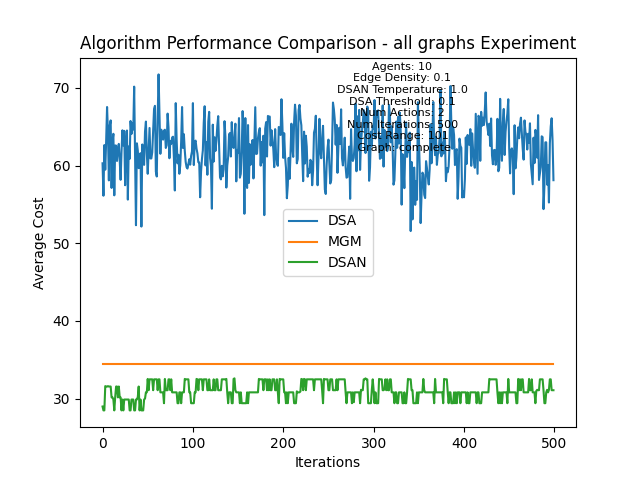 Algorithm Performance Comparison - all graphs Experiment
Agents: 10
Edge Density: 0.1
DSAN Temperature: 1.0
DSA Threshold: 0.1
Num Actions: 2
Num Iterations: 500
Cost Range: 101
Graph: complete
70
60
50
40
30
Average Cost
DSA
MGM
DSAN
0
100
200
300
400
500
Iterations